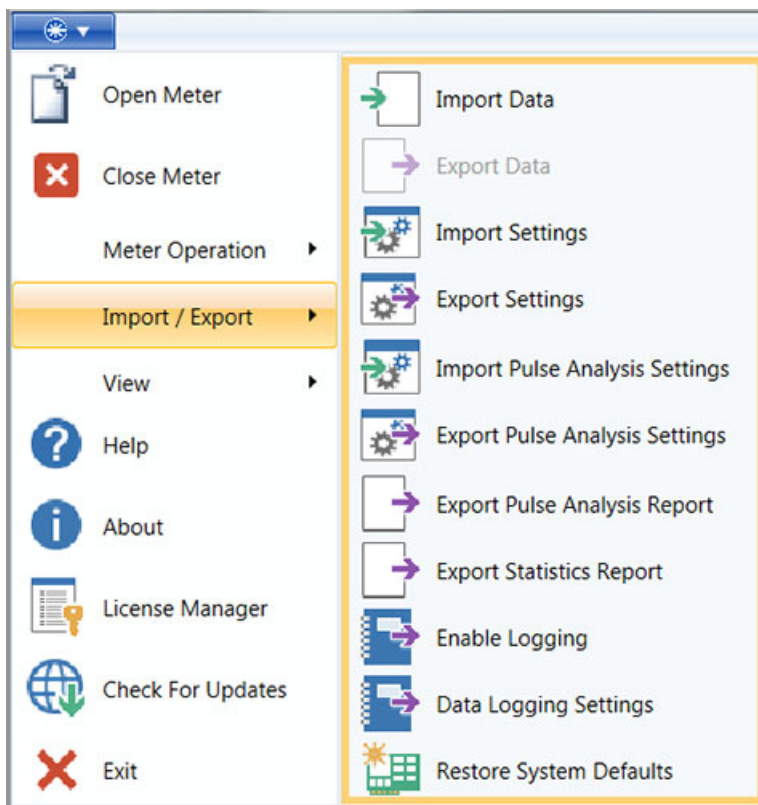 Open Meter
Close Meter
Meter Operation
Import / Export
View
Help
About
License Manager
Check For Updates
Exit
Import Data
Export Data
Import Settings
Export Settings
Import Pulse Analysis Settings
Export Pulse Analysis Settings
Export Pulse Analysis Report
Export Statistics Report
Enable Logging
Data Logging Settings
Restore System Defaults